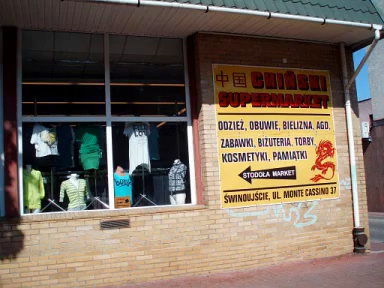 中国 CHIŃSKI
SUPERMARKET
ODZIEŻ, OBUWIE, BIELIZNA, AGD,
ZABAWKI, BIŻUTERIA, TORBY,
KOSMETYKI, PAMIĄTKI
STODOŁA MARKET
ŚWINOUJŚCIE, UL. MONTE CASSINO 37